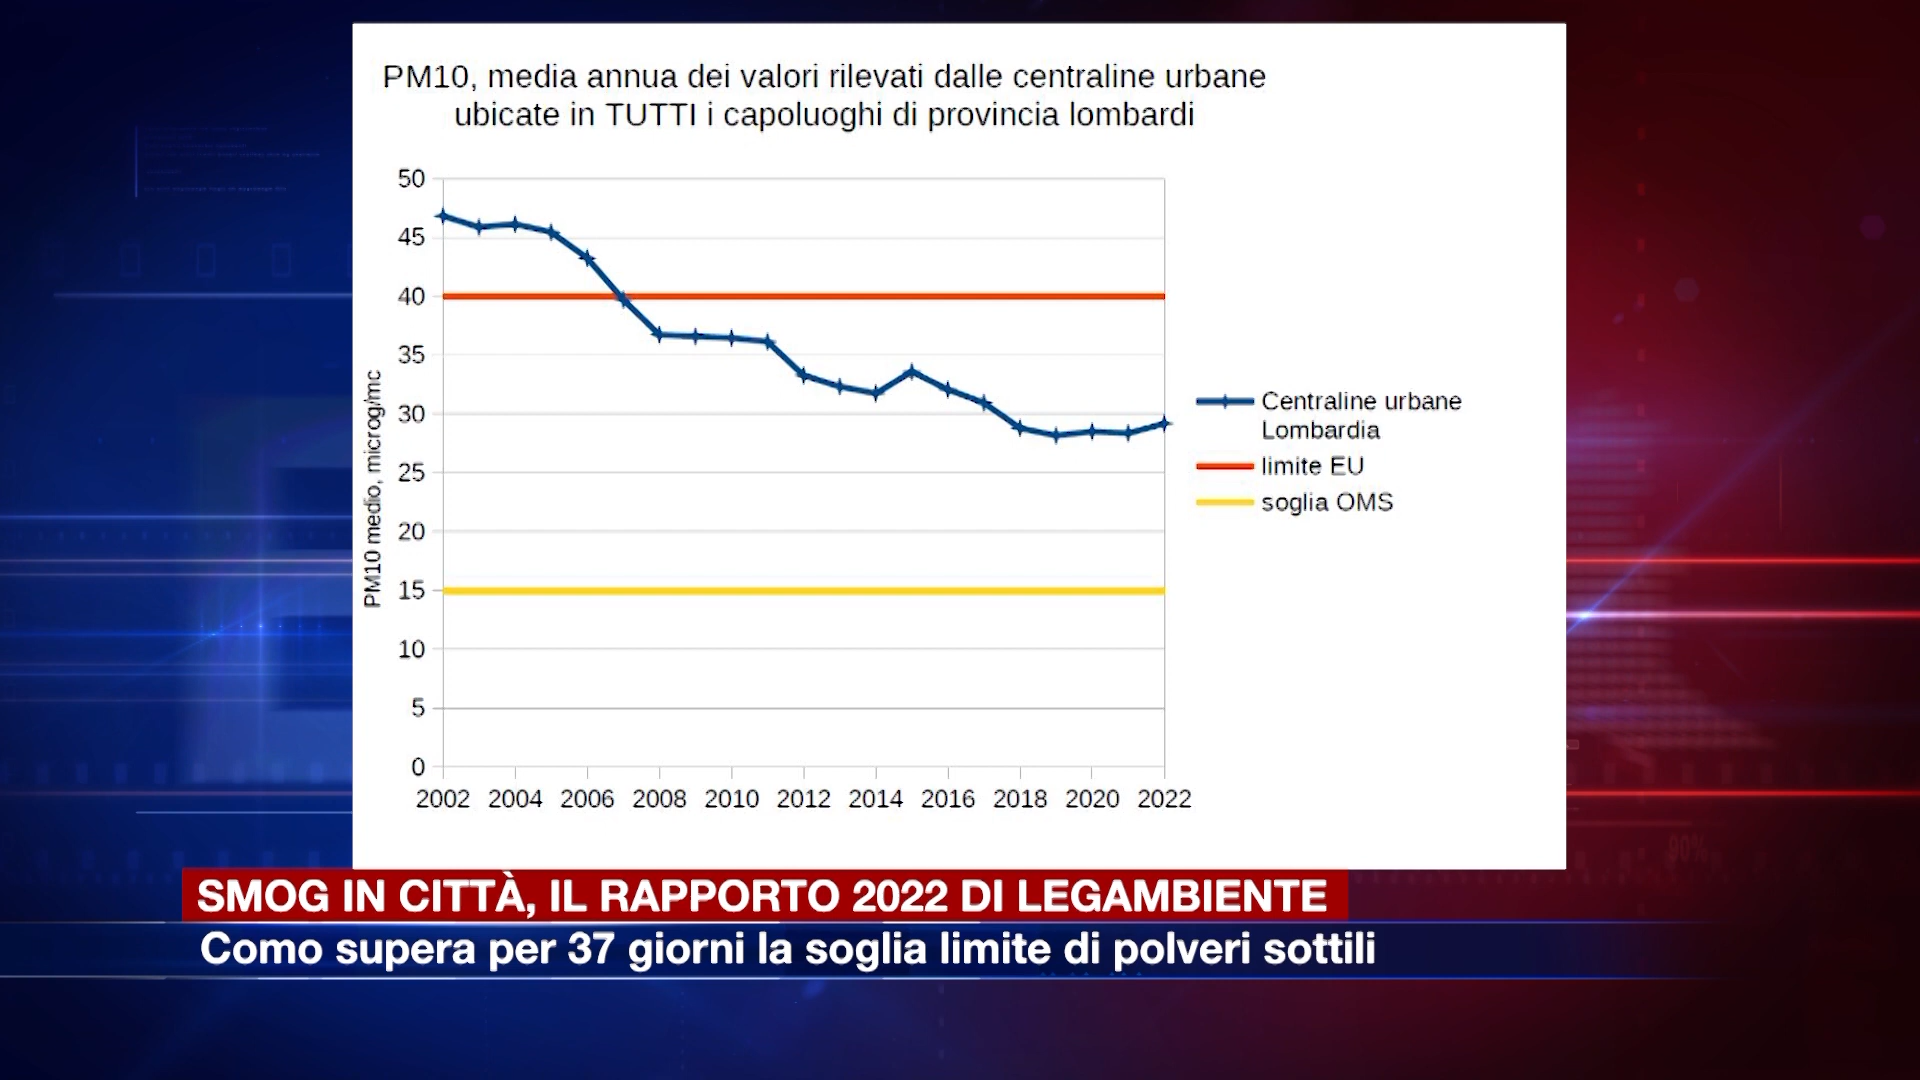 PM10, media annua dei valori rilevati dalle centraline urbane
ubicate in TUTTI i capoluoghi di provincia lombardi
PM10 medio, microg/mc
50
45
40
35
30
25
20
15
10
5
0
2002 2004 2006 2008 2010 2012 2014 2016 2018 2020 2022
Centraline urbane
Lombardia
limite EU
soglia OMS
90%
SMOG IN CITTÀ, IL RAPPORTO 2022 DI LEGAMBIENTE
Como supera per 37 giorni la soglia limite di polveri sottili